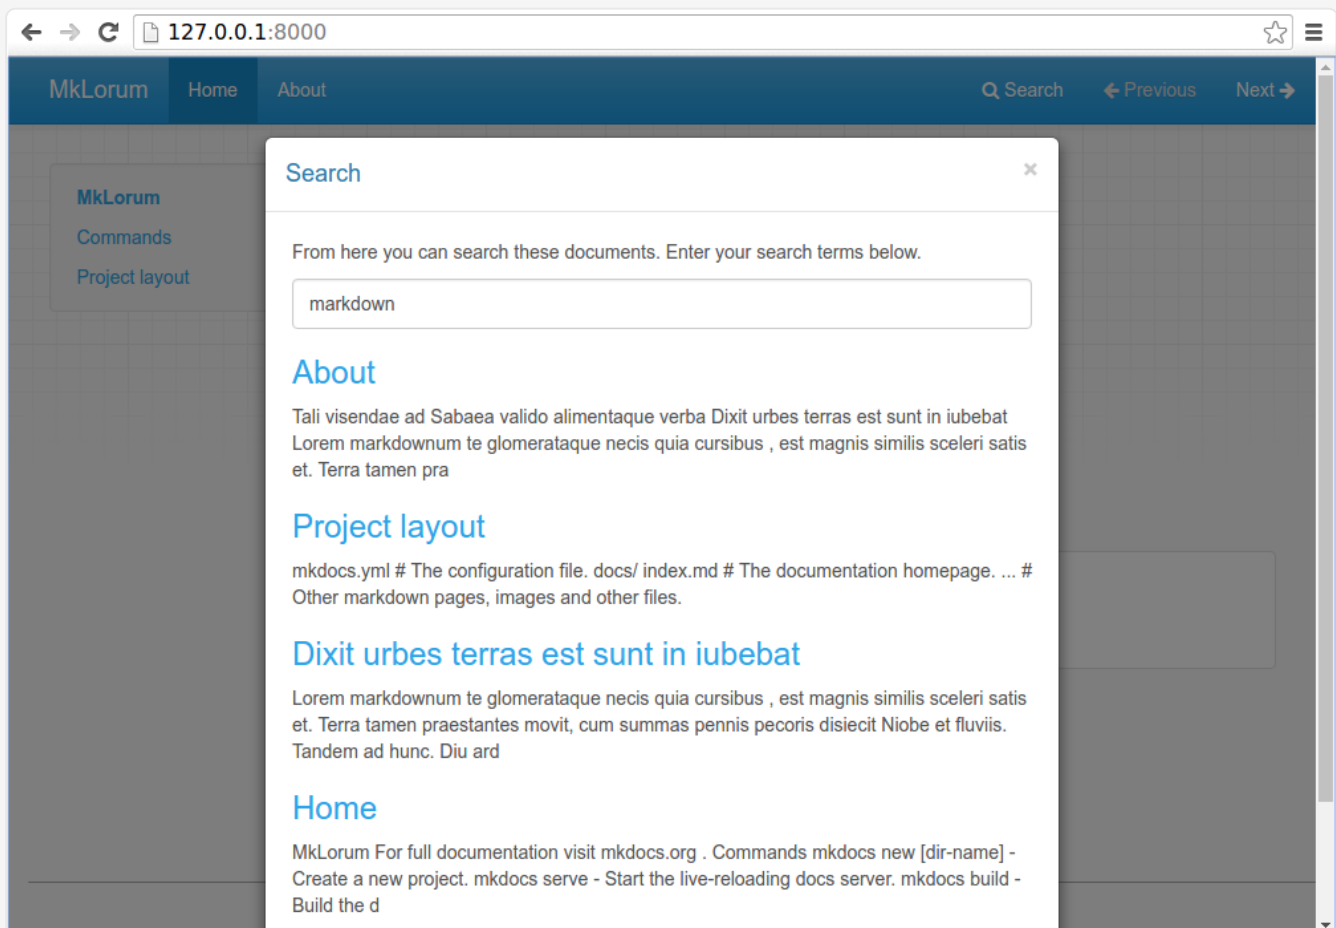 127.0.0.1:8000
MkLorum Home About Search Previous Next
MkLorum
Commands
Project layout
Search ×
From here you can search these documents. Enter your search terms below.
markdown
About
Tali visendae ad Sabaea valido alimentaque verba Dixit urbes terras est sunt in iubebat
Lorem markdownum te glomerataque necis quia cursibus , est magnis similis sceleri satis
et. Terra tamen pra
Project layout
mkdocs.yml # The configuration file. docs/ index.md # The documentation homepage. ... #
Other markdown pages, images and other files.
Dixit urbes terras est sunt in iubebat
Lorem markdownum te glomerataque necis quia cursibus , est magnis similis sceleri satis
et. Terra tamen praestantes movit, cum summas pennis pecoris disiecit Niobe et fluviis.
Tandem ad hunc. Diu ard
Home
MkLorum For full documentation visit mkdocs.org . Commands mkdocs new [dir-name] -
Create a new project. mkdocs serve - Start the live-reloading docs server. mkdocs build -
Build the d